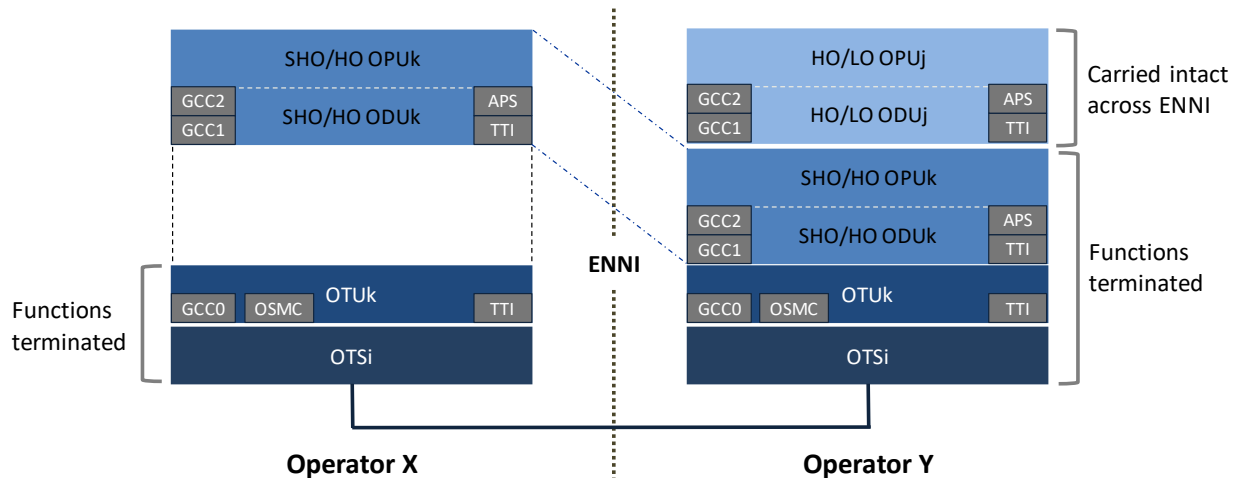 SHO/HO OPUk
GCC2
APS
SHO/HO ODUk
GCC1
TTI
Functions
terminated
OTUk
GCC0
OSMC
TTI
OTSi
Operator X
ENNI
HO/LO OPUj
GCC2
APS
HO/LO ODUj
GCC1
TTI
Carried intact
across ENNI
SHO/HO OPUk
GCC2
APS
SHO/HO ODUk
GCC1
TTI
Functions
terminated
OTUk
GCC0
OSMC
TTI
OTSi
Operator Y